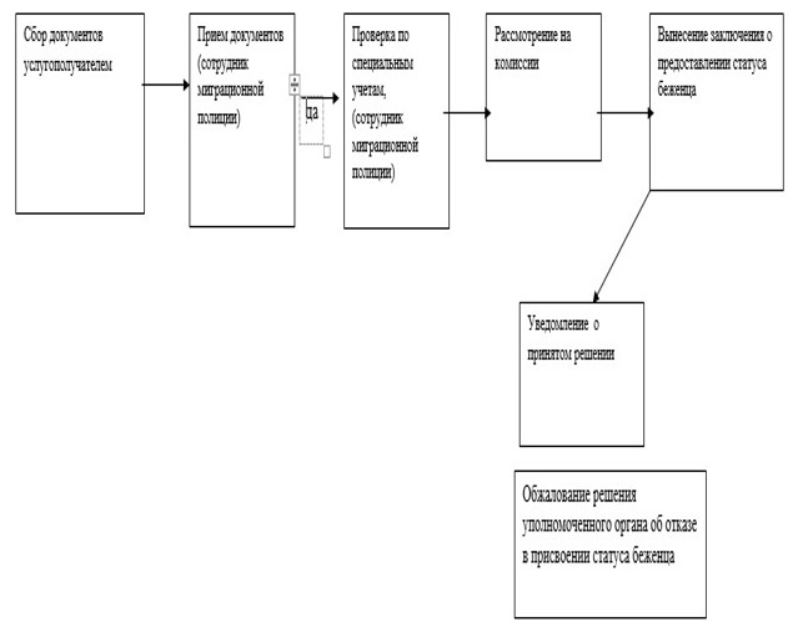 Сбор документов
услугополучателем
Прием документов
(сотрудник
миграционной
полиции)
да
Проверка по
специальным
учетам,
(сотрудник
миграционной
полиции)
Рассмотрение на
комиссии
Вынесение заключения о
предоставлении статуса
беженца
Уведомление о
принятом решении
Обжалование решения
уполномоченного органа об отказе
в присвоении статуса беженца